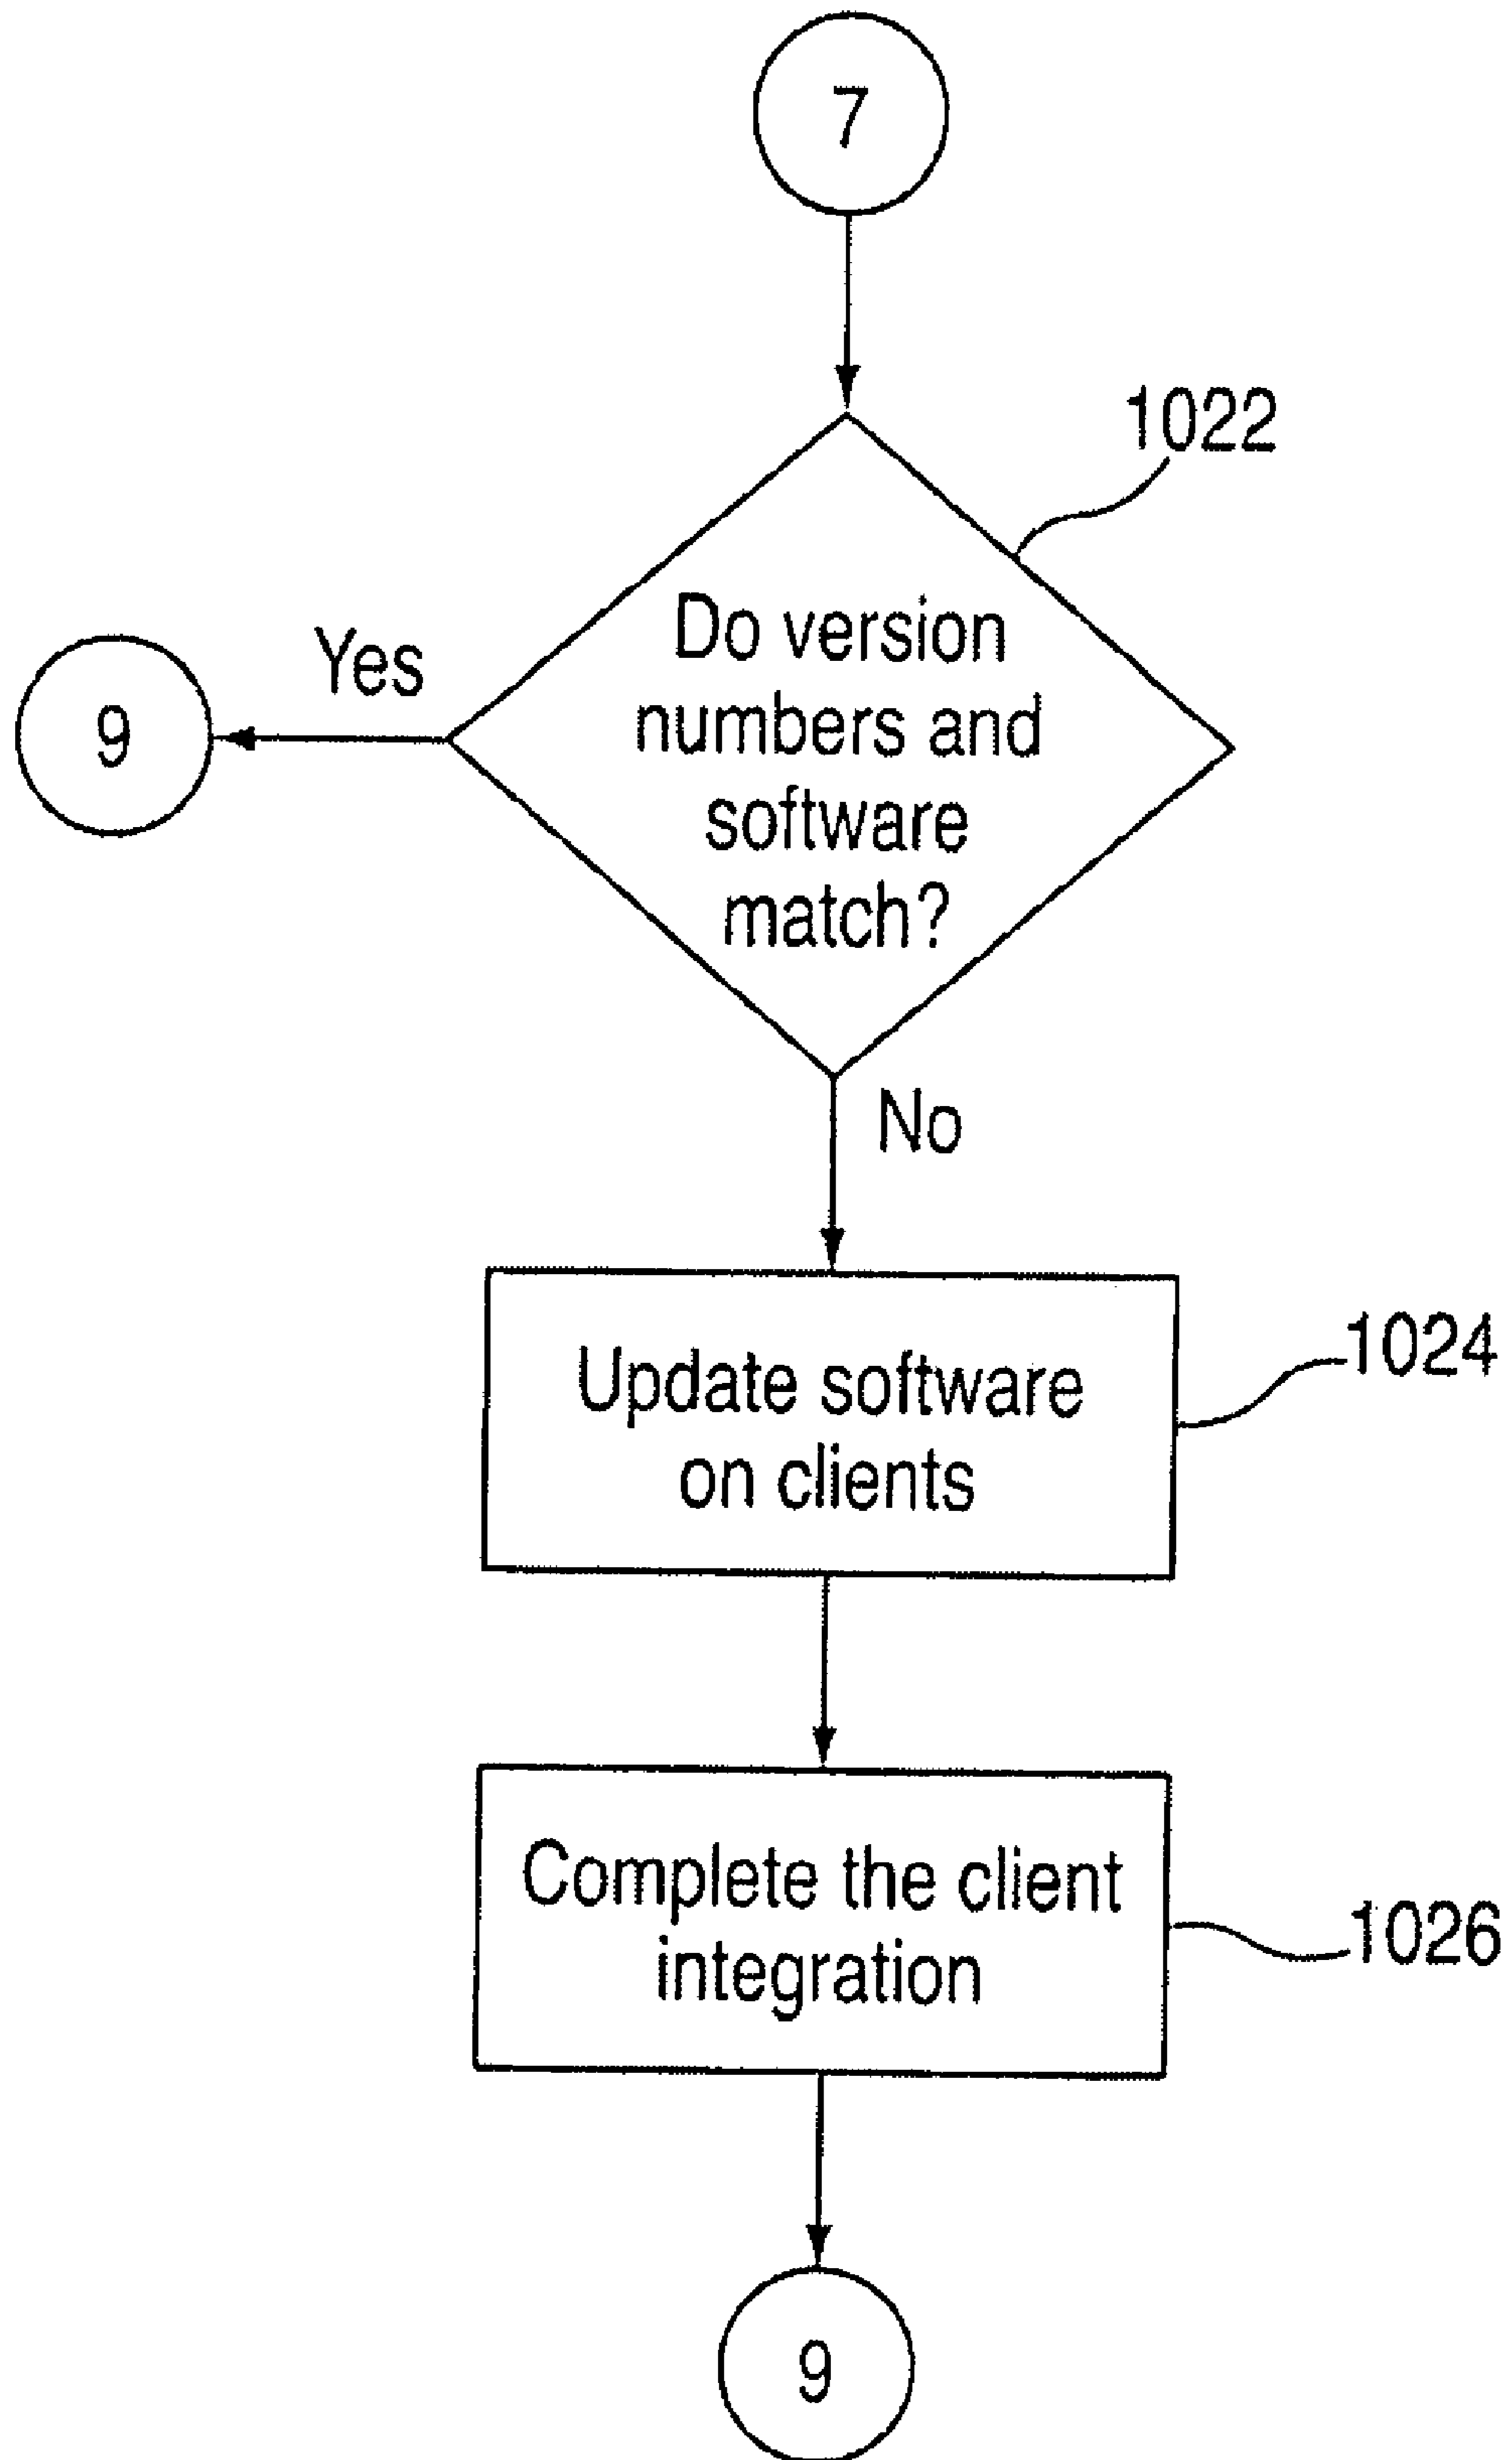 7
1022
Do version
numbers and
software
match?
Yes
9
No
Update software
on clients
1024
Complete the client
integration
1026
9